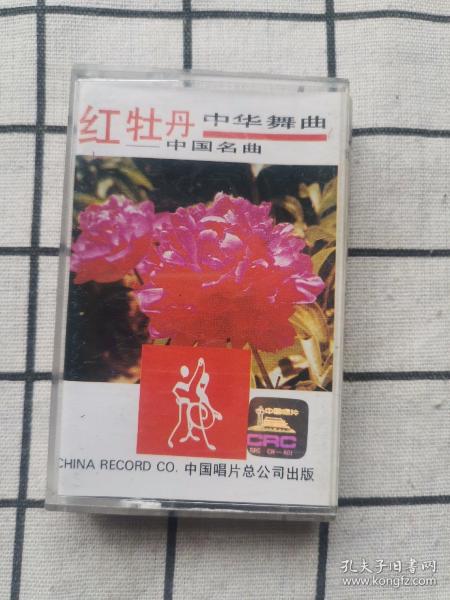 红牡丹 中华舞曲
——中国名曲
中国唱片
CRC
CHINA RECORD CO. 中国唱片总公司出版
孔夫子旧书网
www.kongfz.com